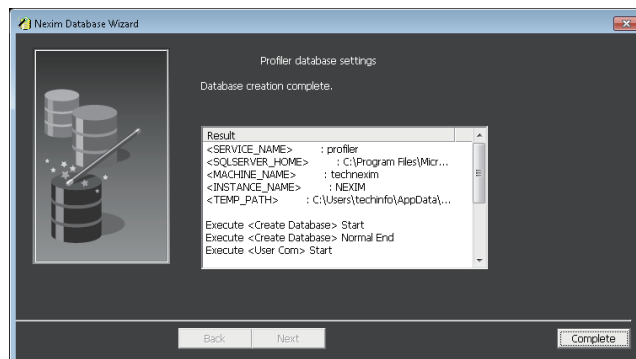 Nexim Database Wizard
Profiler database settings
Database creation complete.
Result
<SERVICE_NAME> : profiler
<SQLSERVER_HOME> : C:\Program Files\Micr...
<MACHINE_NAME> : technexim
<INSTANCE_NAME> : NEXIM
<TEMP_PATH> : C:\Users\techinfo\AppData\...
Execute <Create Database> Start
Execute <Create Database> Normal End
Execute <User Com> Start
Back Next Complete